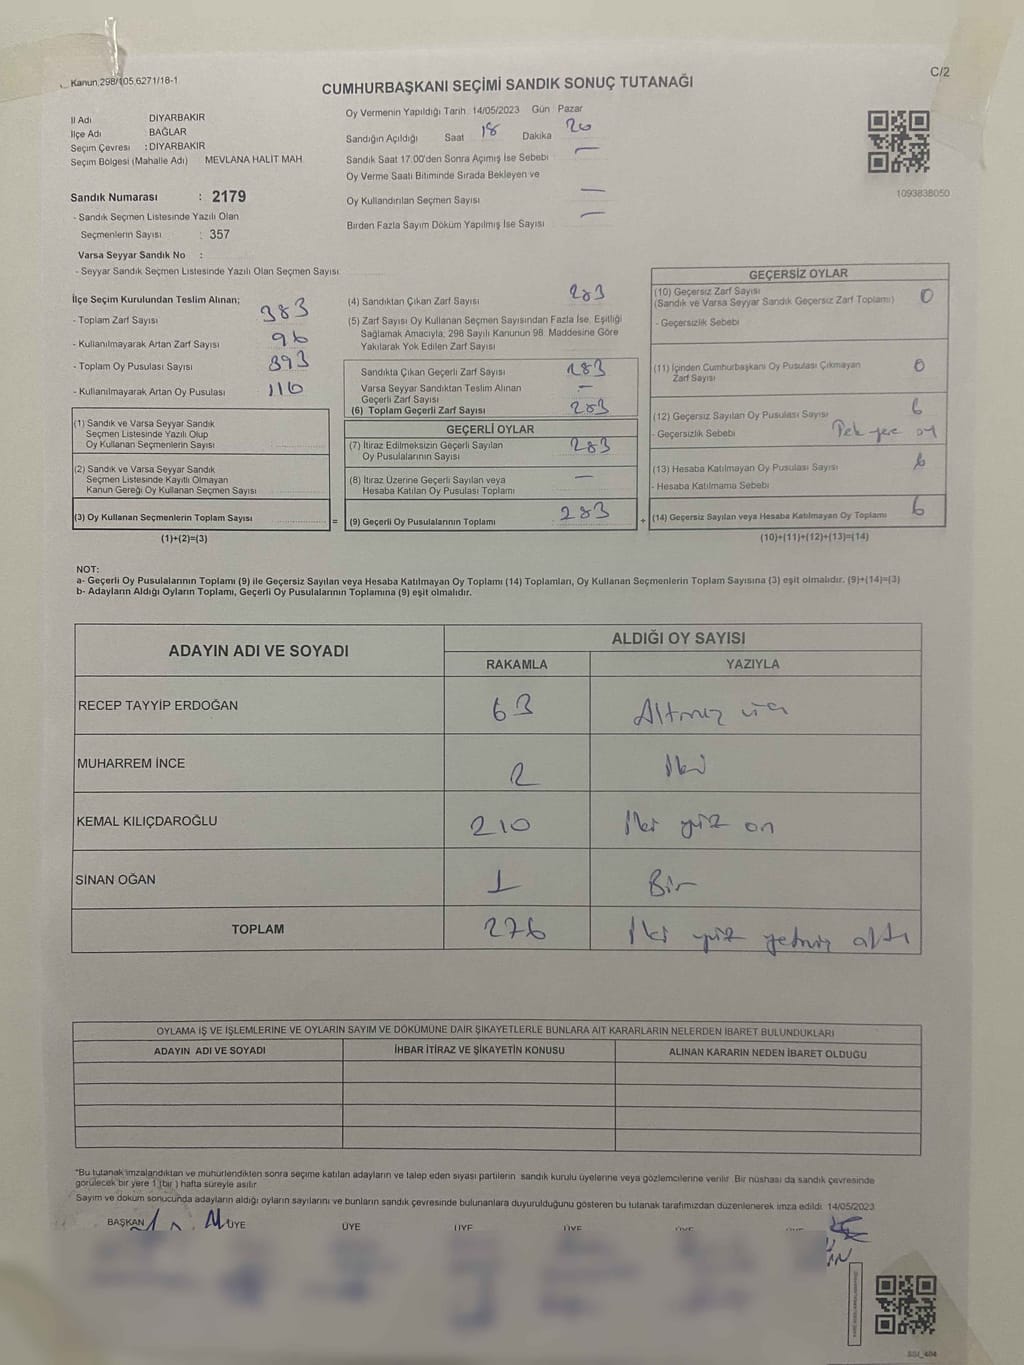 Kanun 298/105,6271/18-1
C/2
CUMHURBAŞKANI SEÇİMİ SANDIK SONUÇ TUTANAĞI
İl Adı DİYARBAKIR
İlçe Adı BAĞLAR
Seçim Çevresi : DİYARBAKIR
Seçim Bölgesi (Mahalle Adı) MEVLANA HALİT MAH.
Oy Vermenin Yapıldığı Tarih 14/05/2023 Gün Pazar
Sandığın Açıldığı Saat 18 Dakika 20
Sandık Saat 17.00'den Sonra Açımış İse Sebebi —
Oy Verme Saati Bitiminde Sırada Bekleyen ve
Oy Kullandırılan Seçmen Sayısı —
Birden Fazla Sayım Döküm Yapılmış İse Sayısı —
1093838050
Sandık Numarası : 2179
- Sandık Seçmen Listesinde Yazılı Olan
Seçmenlerin Sayısı : 357
Varsa Seyyar Sandık No :
- Seyyar Sandık Seçmen Listesinde Yazılı Olan Seçmen Sayısı
İlçe Seçim Kurulundan Teslim Alınan;
- Toplam Zarf Sayısı 383
- Kullanılmayarak Artan Zarf Sayısı 96
- Toplam Oy Pusulası Sayısı 393
- Kullanılmayarak Artan Oy Pusulası 110
(1) Sandık ve Varsa Seyyar Sandık
Seçmen Listesinde Yazılı Olup
Oy Kullanan Seçmenlerin Sayısı
(2) Sandık ve Varsa Seyyar Sandık
Seçmen Listesinde Kayıtlı Olmayan
Kanun Gereği Oy Kullanan Seçmen Sayısı
(3) Oy Kullanan Seçmenlerin Toplam Sayısı
(1)+(2)=(3)
(4) Sandıktan Çıkan Zarf Sayısı 283
(5) Zarf Sayısı Oy Kullanan Seçmen Sayısından Fazla İse, Eşitliği
Sağlamak Amacıyla; 298 Sayılı Kanunun 98. Maddesine Göre
Yakılarak Yok Edilen Zarf Sayısı
Sandıkta Çıkan Geçerli Zarf Sayısı 283
Varsa Seyyar Sandıktan Teslim Alınan
Geçerli Zarf Sayısı —
(6) Toplam Geçerli Zarf Sayısı 283
GEÇERLİ OYLAR
(7) İtiraz Edilmeksizin Geçerli Sayılan
Oy Pusulalarının Sayısı 283
(8) İtiraz Üzerine Geçerli Sayılan veya
Hesaba Katılan Oy Pusulası Toplamı —
= (9) Geçerli Oy Pusulalarının Toplamı 283 +
GEÇERSİZ OYLAR
(10) Geçersiz Zarf Sayısı
(Sandık ve Varsa Seyyar Sandık Geçersiz Zarf Toplamı) 0
- Geçersizlik Sebebi
(11) İçinden Cumhurbaşkanı Oy Pusulası Çıkmayan
Zarf Sayısı 0
(12) Geçersiz Sayılan Oy Pusulası Sayısı 6
- Geçersizlik Sebebi
(13) Hesaba Katılmayan Oy Pusulası Sayısı 6
- Hesaba Katılmama Sebebi
(14) Geçersiz Sayılan veya Hesaba Katılmayan Oy Toplamı 6
(10)+(11)+(12)+(13)=(14)
NOT:
a- Geçerli Oy Pusulalarının Toplamı (9) ile Geçersiz Sayılan veya Hesaba Katılmayan Oy Toplamı (14) Toplamları, Oy Kullanan Seçmenlerin Toplam Sayısına (3) eşit olmalıdır. (9)+(14)=(3)
b- Adayların Aldığı Oyların Toplamı, Geçerli Oy Pusulalarının Toplamına (9) eşit olmalıdır.
ADAYIN ADI VE SOYADI
ALDIĞI OY SAYISI
RAKAMLA YAZIYLA
RECEP TAYYİP ERDOĞAN 63 Altmış üç
MUHARREM İNCE 2 İki
KEMAL KILIÇDAROĞLU 210 İki yüz on
SİNAN OĞAN 1 Bir
TOPLAM 276 İki yüz yetmiş altı
OYLAMA İŞ VE İŞLEMLERİNE VE OYLARIN SAYIM VE DÖKÜMÜNE DAİR ŞİKAYETLERLE BUNLARA AİT KARARLARIN NELERDEN İBARET BULUNDUKLARI
ADAYIN ADI VE SOYADI İHBAR İTİRAZ VE ŞİKAYETİN KONUSU ALINAN KARARIN NEDEN İBARET OLDUĞU
*Bu tutanak imzalandıktan ve mühürlendikten sonra seçime katılan adayların ve talep eden siyasi partilerin sandık kurulu üyelerine veya gözlemcilerine verilir. Bir nüshası da sandık çevresinde
görülecek bir yere 1 (bir ) hafta süreyle asılır.
Sayım ve döküm sonucunda adayların aldığı oyların sayılarını ve bunların sandık çevresinde bulunanlara duyurulduğunu gösteren bu tutanak tarafımızdan düzenlenerek imza edildi. 14/05/2023
BAŞKAN ÜYE ÜYE ÜYE ÜYE